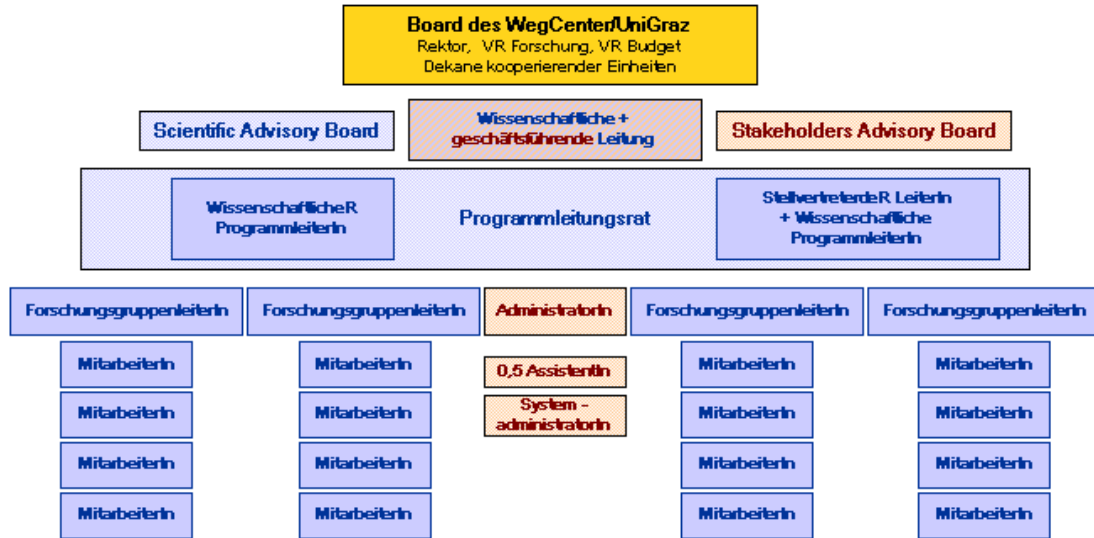 Board des WegCenter/UniGraz
Rektor, VR Forschung, VR Budget
Dekane kooperierender Einheiten
Scientific Advisory Board
Wissenschaftliche +
geschäftsführende Leitung
Stakeholders Advisory Board
WissenschaftlicheR
ProgrammleiterIn
Programmleitungsrat
StellvertreterdeR LeiterIn
+ Wissenschaftliche
ProgrammleiterIn
ForschungsgruppenleiterIn
ForschungsgruppenleiterIn
AdministratorIn
ForschungsgruppenleiterIn
ForschungsgruppenleiterIn
MitarbeiterIn
MitarbeiterIn
0,5 AssistentIn
MitarbeiterIn
MitarbeiterIn
MitarbeiterIn
MitarbeiterIn
System -
administratorIn
MitarbeiterIn
MitarbeiterIn
MitarbeiterIn
MitarbeiterIn
MitarbeiterIn
MitarbeiterIn
MitarbeiterIn
MitarbeiterIn
MitarbeiterIn
MitarbeiterIn